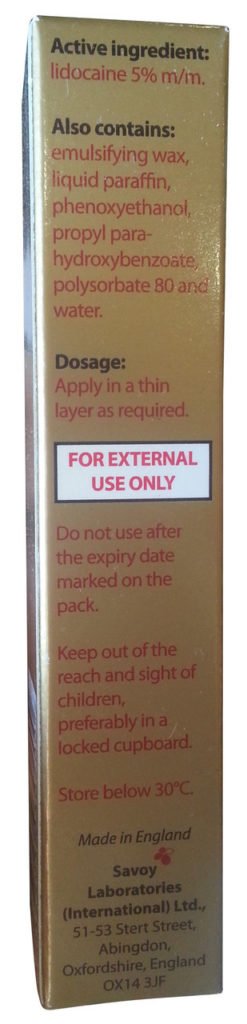 Active ingredient:
lidocaine 5% m/m.
Also contains:
emulsifying wax,
liquid paraffin,
phenoxyethanol,
propyl para-
hydroxybenzoate,
polysorbate 80 and
water.
Dosage:
Apply in a thin
layer as required.
FOR EXTERNAL
USE ONLY
Do not use after
the expiry date
marked on the
pack.
Keep out of the
reach and sight of
children,
preferably in a
locked cupboard.
Store below 30°C.
Made in England
Savoy
Laboratories
(International) Ltd.,
51-53 Stert Street,
Abingdon,
Oxfordshire, England
OX14 3JF